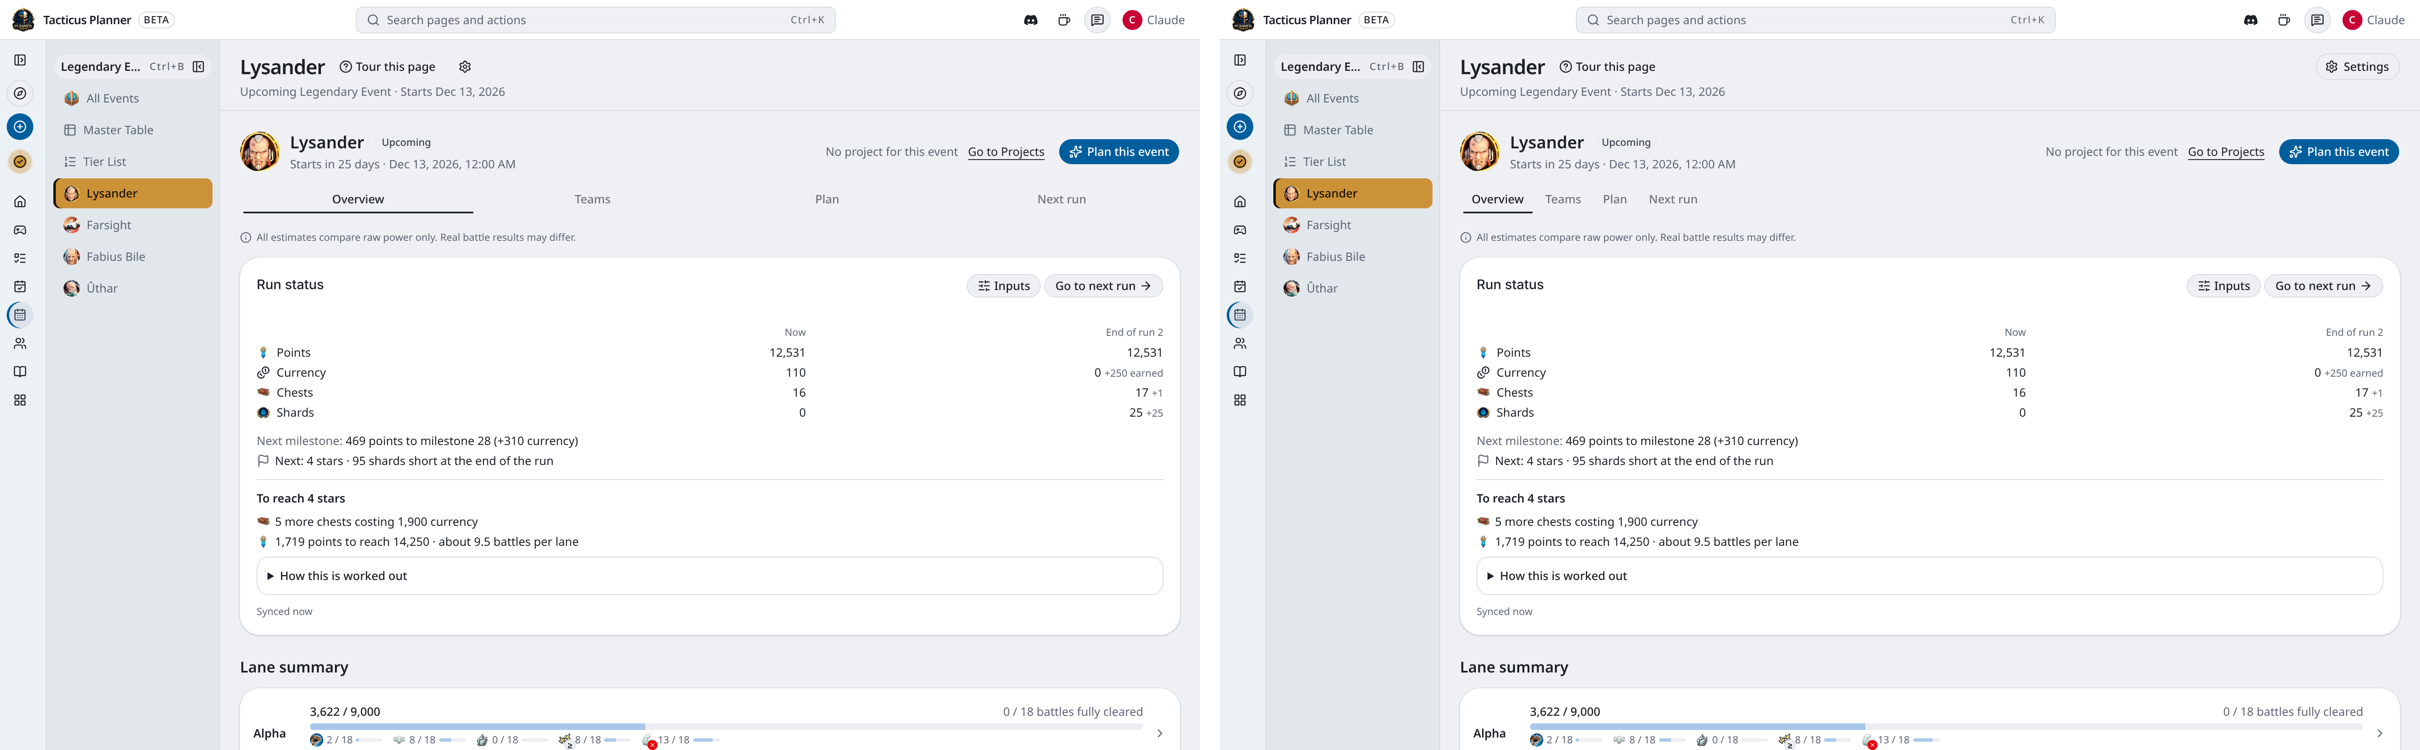 Tacticus Planner BETA
Search pages and actions Ctrl+K
C Claude
Legendary E... Ctrl+B
All Events
Master Table
Tier List
Lysander
Farsight
Fabius Bile
Ûthar
Lysander Tour this page
Upcoming Legendary Event · Starts Dec 13, 2026
Lysander Upcoming
Starts in 25 days · Dec 13, 2026, 12:00 AM
No project for this event Go to Projects Plan this event
Overview Teams Plan Next run
All estimates compare raw power only. Real battle results may differ.
Run status Inputs Go to next run
Now End of run 2
Points 12,531 12,531
Currency 110 0 +250 earned
Chests 16 17 +1
Shards 0 25 +25
Next milestone: 469 points to milestone 28 (+310 currency)
Next: 4 stars · 95 shards short at the end of the run
To reach 4 stars
5 more chests costing 1,900 currency
1,719 points to reach 14,250 · about 9.5 battles per lane
How this is worked out
Synced now
Lane summary
3,622 / 9,000 0 / 18 battles fully cleared
Alpha
2 / 18 8 / 18 0 / 18 8 / 18 13 / 18
Tacticus Planner BETA
Search pages and actions Ctrl+K
C Claude
Legendary E... Ctrl+B
All Events
Master Table
Tier List
Lysander
Farsight
Fabius Bile
Ûthar
Lysander Tour this page Settings
Upcoming Legendary Event · Starts Dec 13, 2026
Lysander Upcoming
Starts in 25 days · Dec 13, 2026, 12:00 AM
No project for this event Go to Projects Plan this event
Overview Teams Plan Next run
All estimates compare raw power only. Real battle results may differ.
Run status Inputs Go to next run
Now End of run 2
Points 12,531 12,531
Currency 110 0 +250 earned
Chests 16 17 +1
Shards 0 25 +25
Next milestone: 469 points to milestone 28 (+310 currency)
Next: 4 stars · 95 shards short at the end of the run
To reach 4 stars
5 more chests costing 1,900 currency
1,719 points to reach 14,250 · about 9.5 battles per lane
How this is worked out
Synced now
Lane summary
3,622 / 9,000 0 / 18 battles fully cleared
Alpha
2 / 18 8 / 18 0 / 18 8 / 18 13 / 18